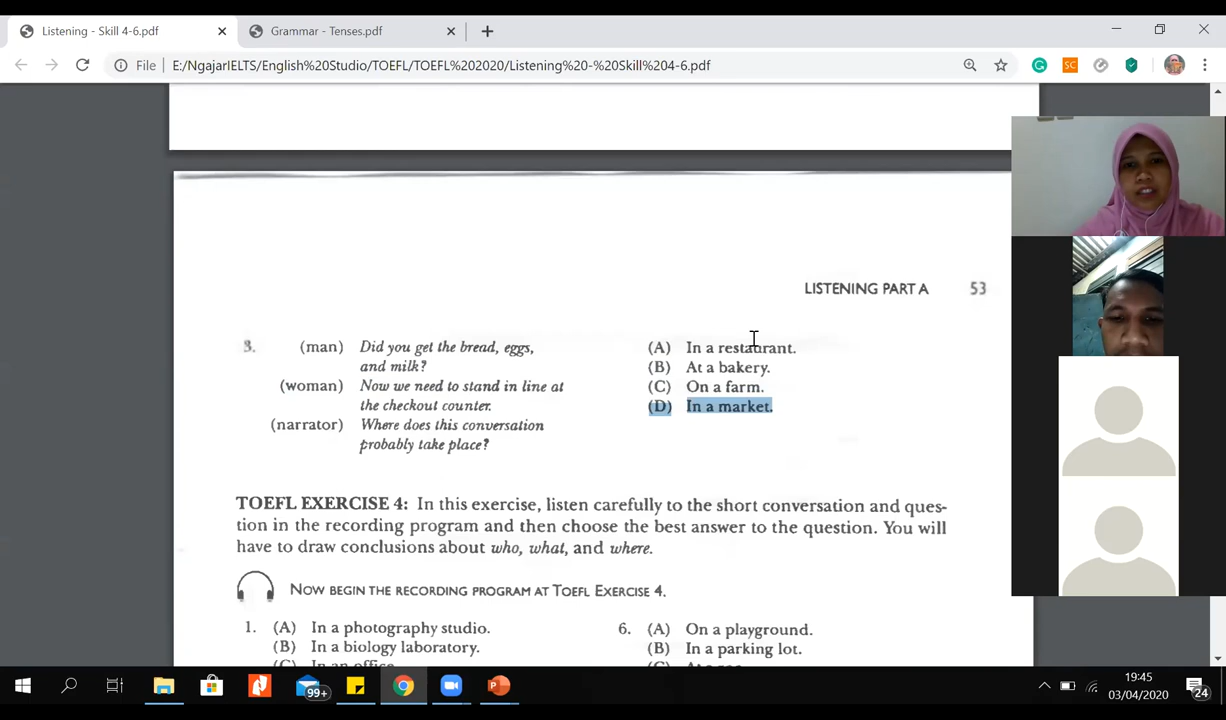 Listening - Skill 4-6.pdf
Grammar - Tenses.pdf
File
E:/NgajarIELTS/English%20Studio/TOEFL/TOEFL%202020/Listening%20-%20Skill%204-6.pdf
SC
LISTENING PART A 53
3. (man) Did you get the bread, eggs,
and milk?
(woman) Now we need to stand in line at
the checkout counter.
(narrator) Where does this conversation
probably take place?
(A) In a restaurant.
(B) At a bakery.
(C) On a farm.
(D) In a market.
TOEFL EXERCISE 4: In this exercise, listen carefully to the short conversation and ques-
tion in the recording program and then choose the best answer to the question. You will
have to draw conclusions about who, what, and where.
NOW BEGIN THE RECORDING PROGRAM AT TOEFL EXERCISE 4.
1. (A) In a photography studio.
(B) In a biology laboratory.
(C) In an office.
6. (A) On a playground.
(B) In a parking lot.
99+
19:45
03/04/2020
24